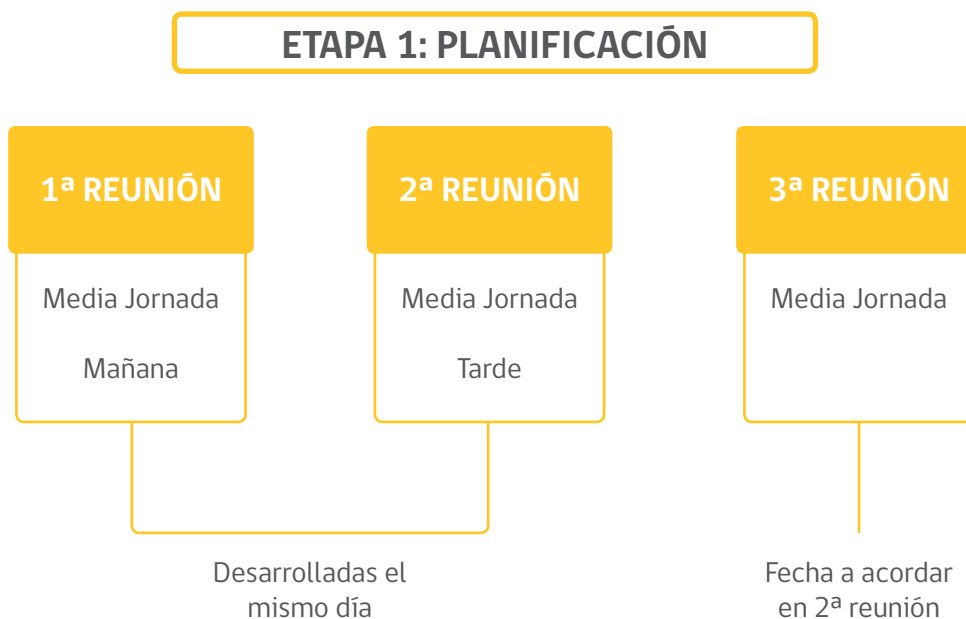 ETAPA 1: PLANIFICACIÓN
1ª REUNIÓN
Media Jornada
Mañana
2ª REUNIÓN
Media Jornada
Tarde
3ª REUNIÓN
Media Jornada
Desarrolladas el
mismo día
Fecha a acordar
en 2ª reunión